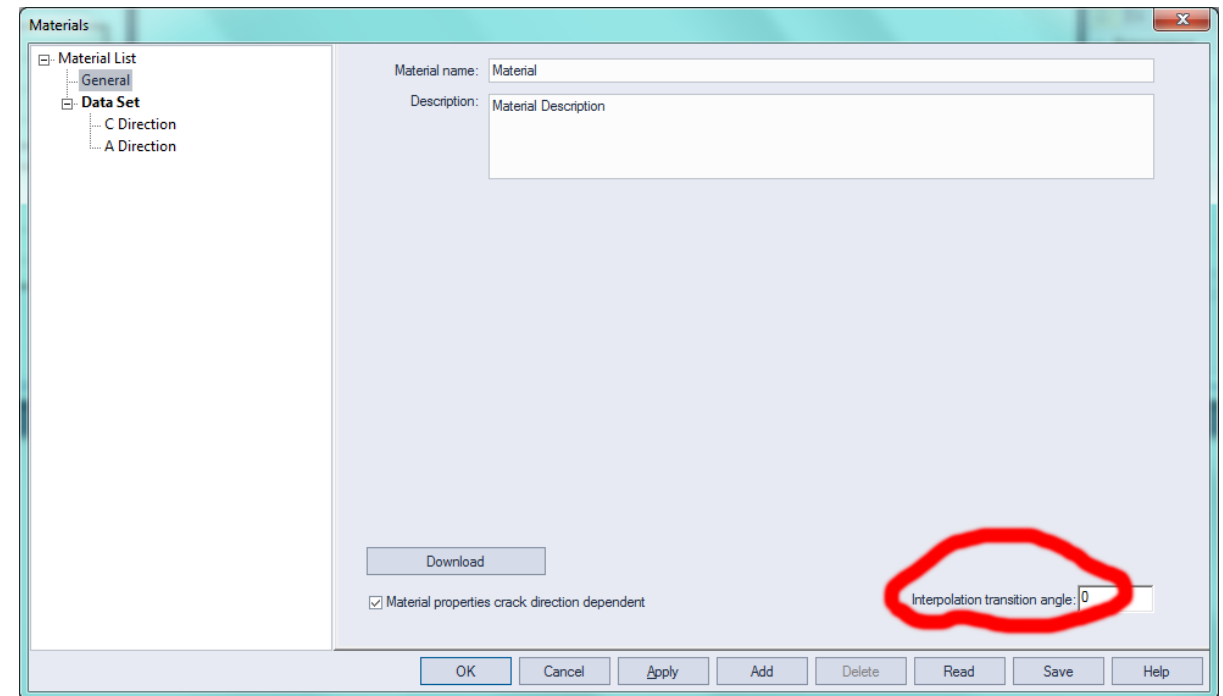 Materials
Material List
General
Data Set
C Direction
A Direction
Material name: Material
Description: Material Description
Download
Material properties crack direction dependent
Interpolation transition angle: 0
OK Cancel Apply Add Delete Read Save Help